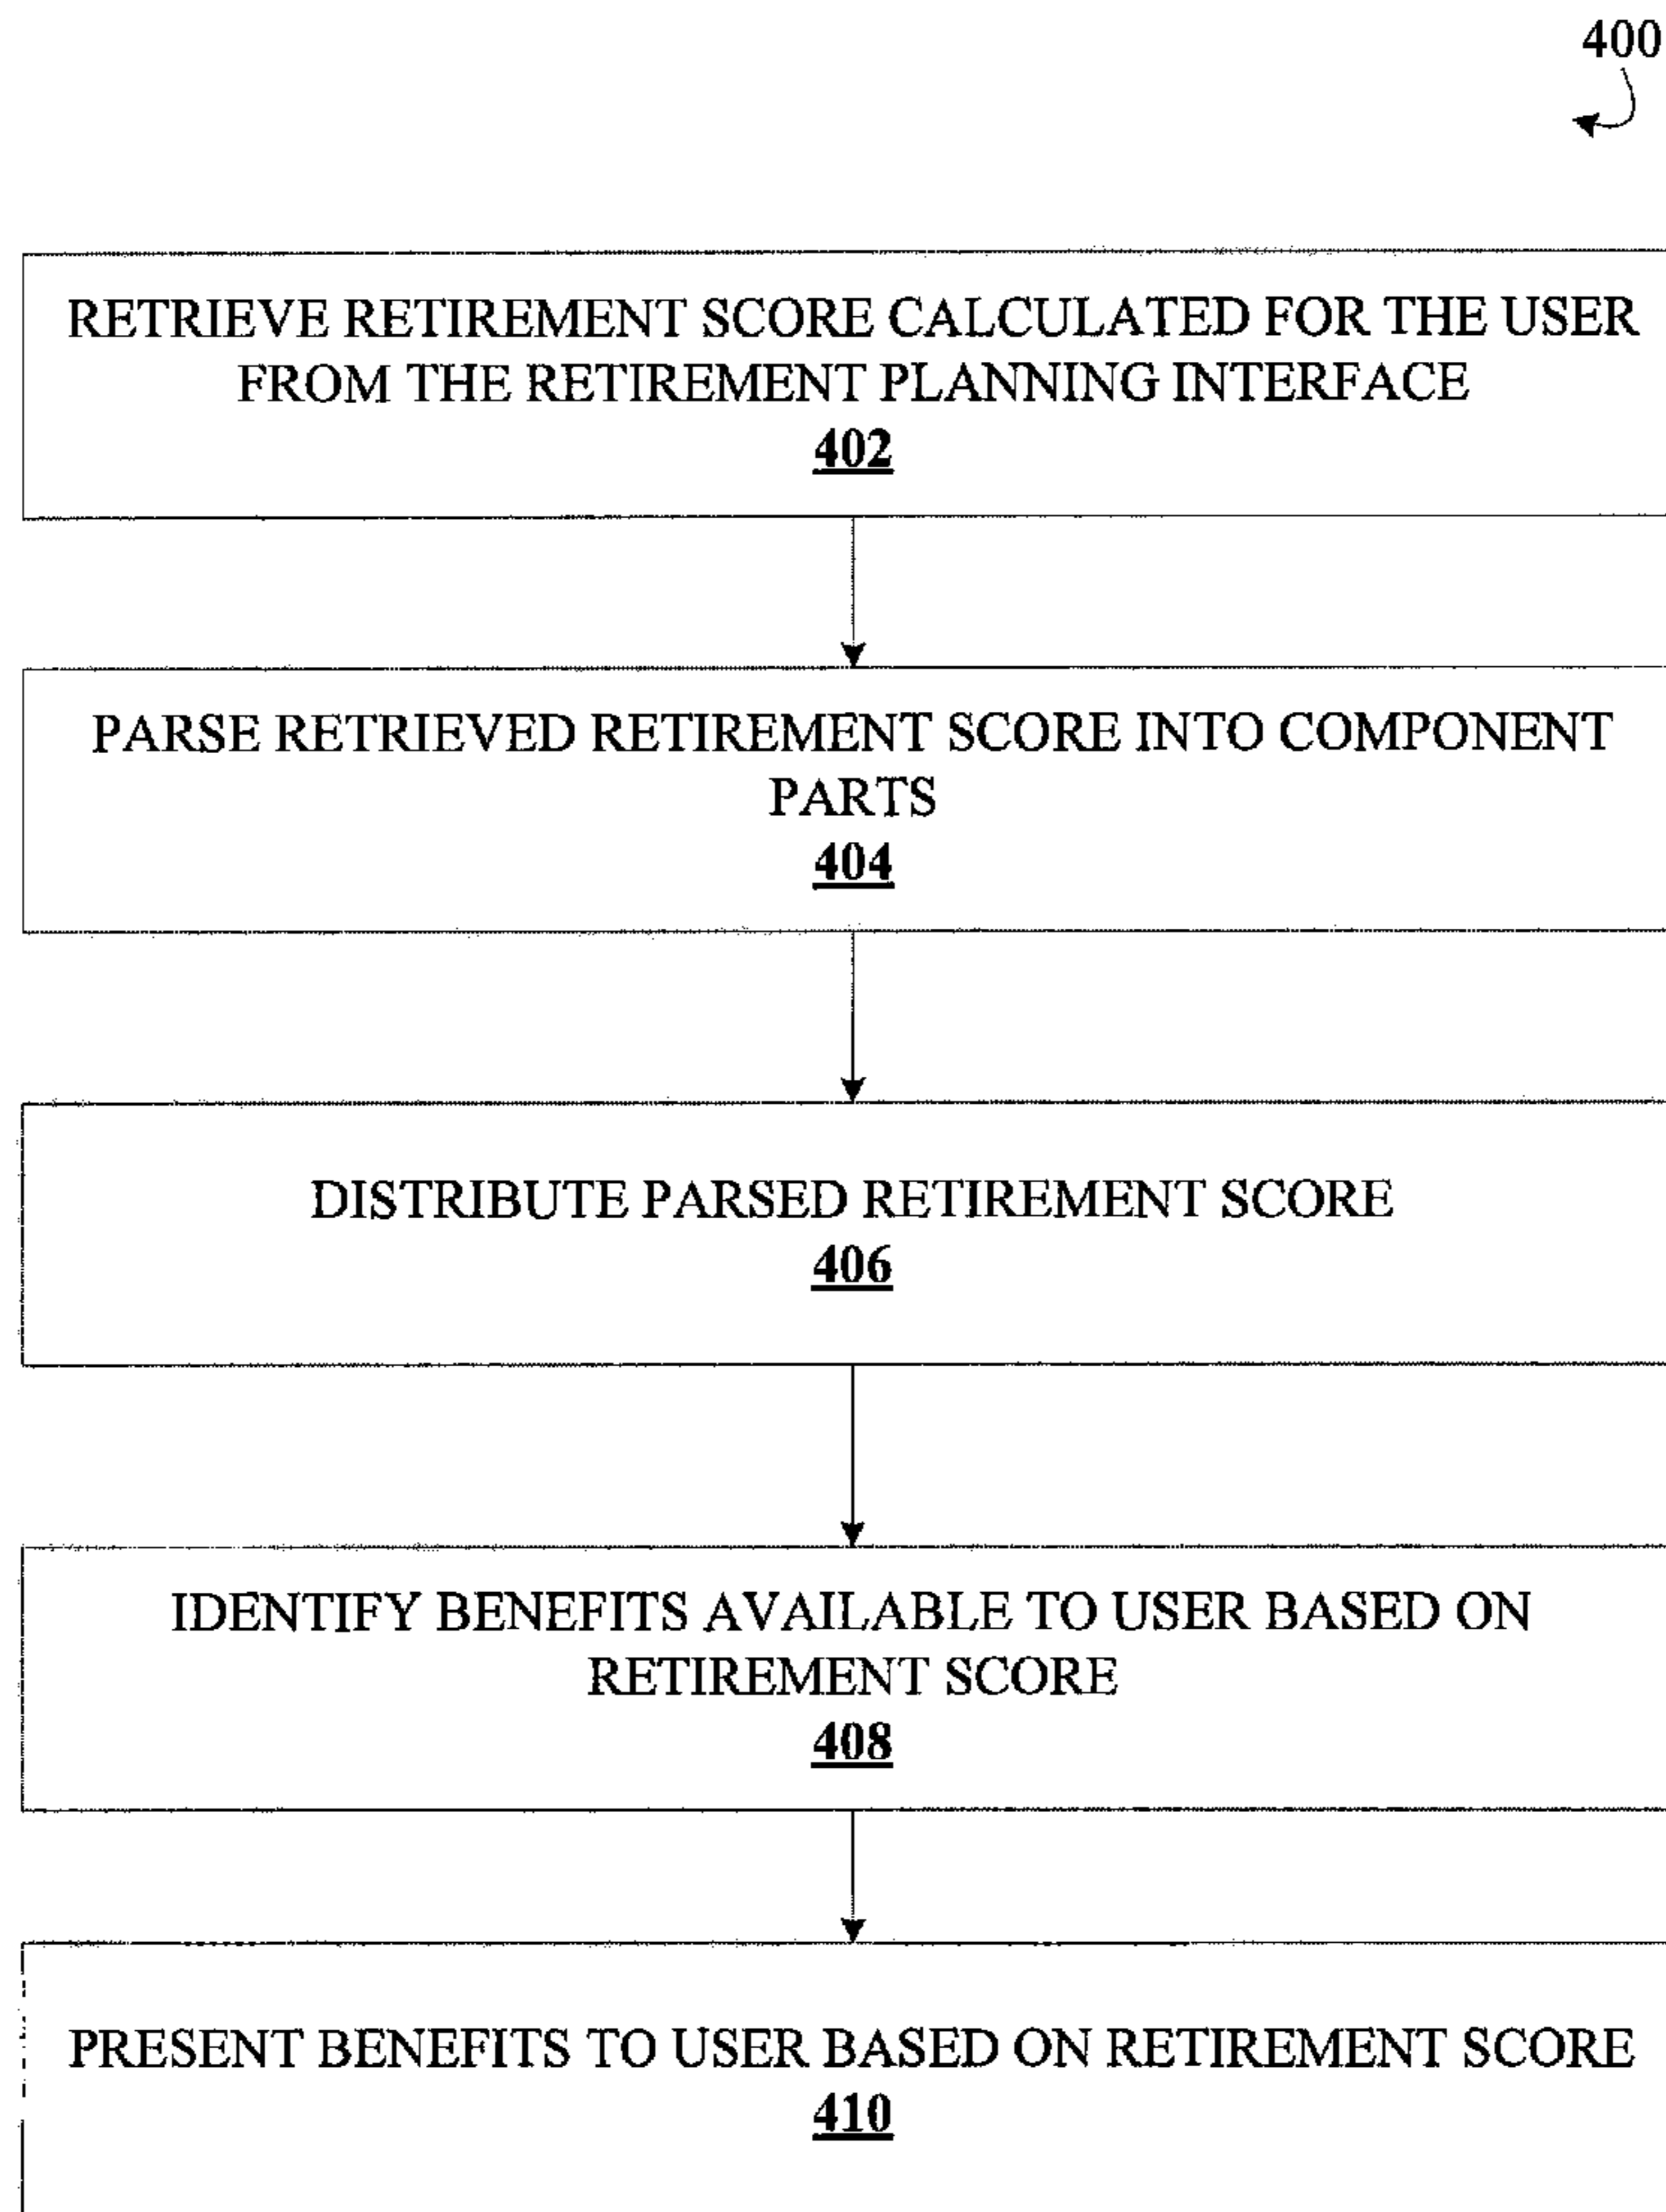 400
RETRIEVE RETIREMENT SCORE CALCULATED FOR THE USER
FROM THE RETIREMENT PLANNING INTERFACE
402
PARSE RETRIEVED RETIREMENT SCORE INTO COMPONENT
PARTS
404
DISTRIBUTE PARSED RETIREMENT SCORE
406
IDENTIFY BENEFITS AVAILABLE TO USER BASED ON
RETIREMENT SCORE
408
PRESENT BENEFITS TO USER BASED ON RETIREMENT SCORE
410